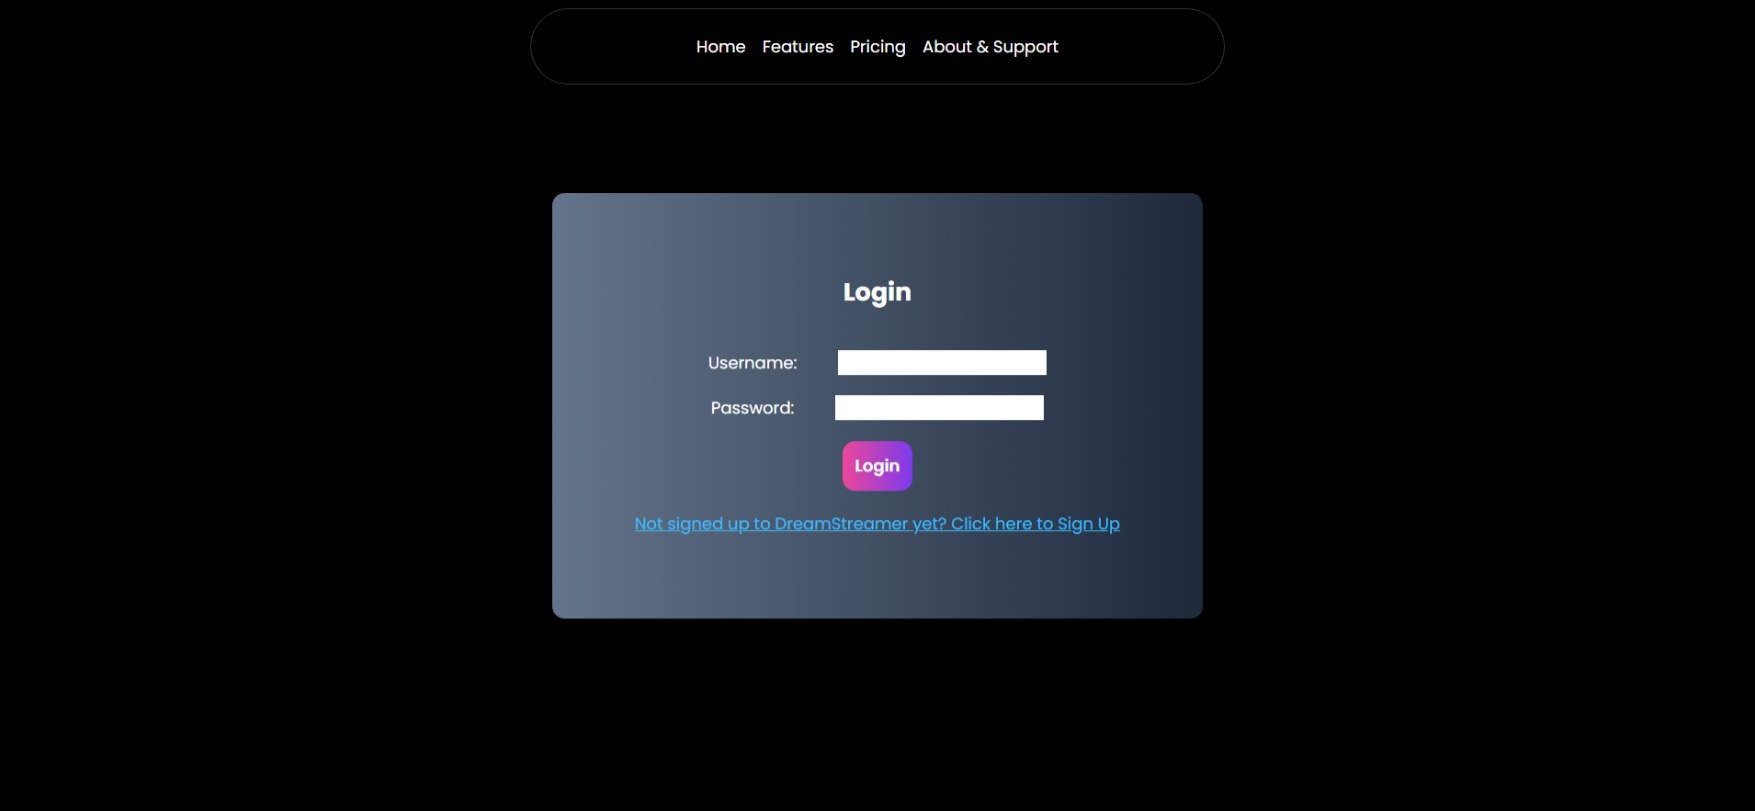 Home Features Pricing About & Support
Login
Username:
Password:
Login
Not signed up to DreamStreamer yet? Click here to Sign Up